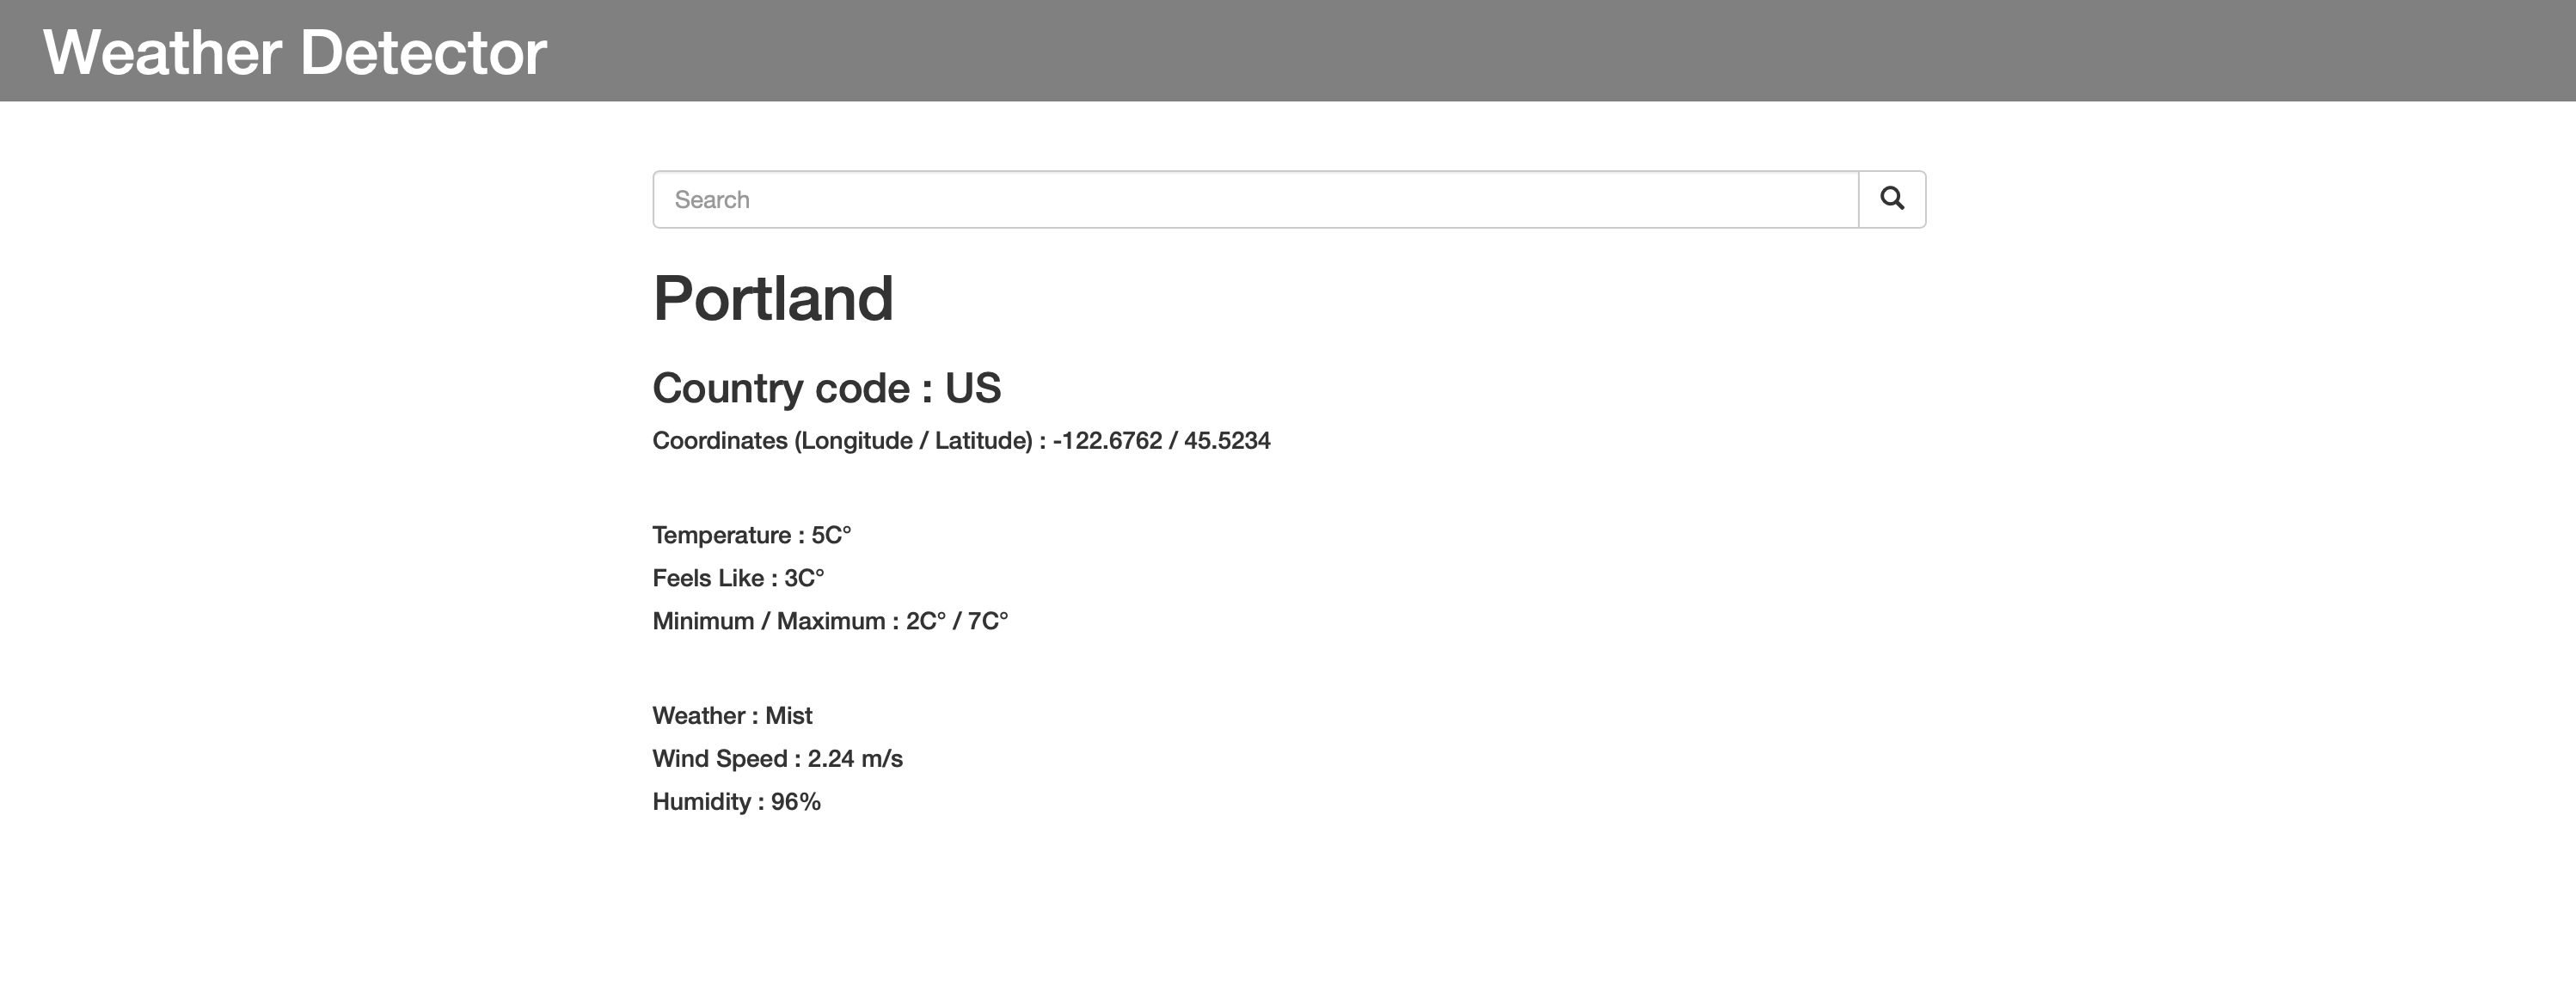 Weather Detector
Search
Portland
Country code : US
Coordinates (Longitude / Latitude) : -122.6762 / 45.5234
Temperature : 5C°
Feels Like : 3C°
Minimum / Maximum : 2C° / 7C°
Weather : Mist
Wind Speed : 2.24 m/s
Humidity : 96%